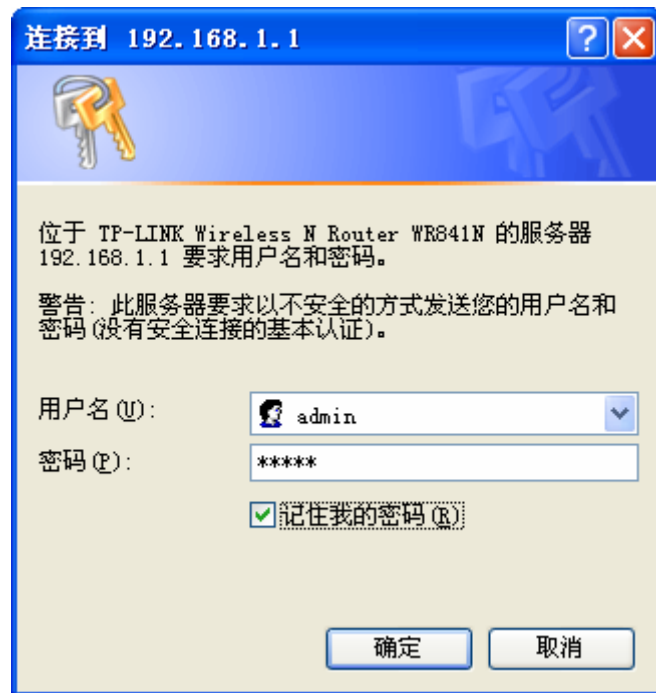 连接到 192.168.1.1
位于 TP-LINK Wireless N Router WR841N 的服务器
192.168.1.1 要求用户名和密码。
警告: 此服务器要求以不安全的方式发送您的用户名和
密码(没有安全连接的基本认证)。
用户名(U):
admin
密码(P):
*****
记住我的密码(R)
确定
取消